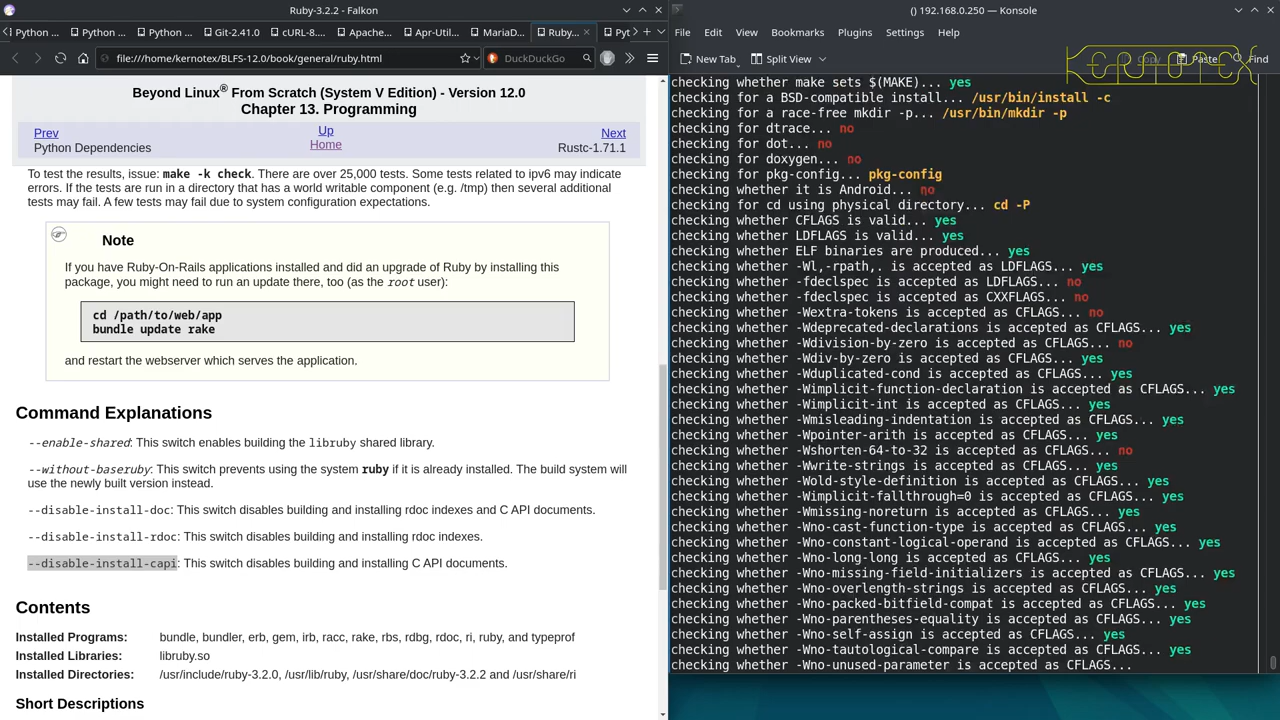 Ruby-3.2.2 - Falkon
Python ... Python ... Python ... Git-2.41.0 cURL-8.... Apache... Apr-Util... MariaD... Ruby... Pyt
file:///home/kernotex/BLFS-12.0/book/general/ruby.html
DuckDuckGo
Beyond Linux® From Scratch (System V Edition) - Version 12.0
Chapter 13. Programming
Prev Up Next
Python Dependencies Home Rustc-1.71.1
To test the results, issue: make -k check. There are over 25,000 tests. Some tests related to ipv6 may indicate
errors. If the tests are run in a directory that has a world writable component (e.g. /tmp) then several additional
tests may fail. A few tests may fail due to system configuration expectations.
Note
If you have Ruby-On-Rails applications installed and did an upgrade of Ruby by installing this
package, you might need to run an update there, too (as the root user):
cd /path/to/web/app
bundle update rake
and restart the webserver which serves the application.
Command Explanations
--enable-shared: This switch enables building the libruby shared library.
--without-baseruby: This switch prevents using the system ruby if it is already installed. The build system will
use the newly built version instead.
--disable-install-doc: This switch disables building and installing rdoc indexes and C API documents.
--disable-install-rdoc: This switch disables building and installing rdoc indexes.
--disable-install-capi: This switch disables building and installing C API documents.
Contents
Installed Programs: bundle, bundler, erb, gem, irb, racc, rake, rbs, rdbg, rdoc, ri, ruby, and typeprof
Installed Libraries: libruby.so
Installed Directories: /usr/include/ruby-3.2.0, /usr/lib/ruby, /usr/share/doc/ruby-3.2.2 and /usr/share/ri
Short Descriptions
() 192.168.0.250 — Konsole
File Edit View Bookmarks Plugins Settings Help
New Tab Split View Copy Paste Find
KernoteX
checking whether make sets $(MAKE)... yes
checking for a BSD-compatible install... /usr/bin/install -c
checking for a race-free mkdir -p... /usr/bin/mkdir -p
checking for dtrace... no
checking for dot... no
checking for doxygen... no
checking for pkg-config... pkg-config
checking whether it is Android... no
checking for cd using physical directory... cd -P
checking whether CFLAGS is valid... yes
checking whether LDFLAGS is valid... yes
checking whether ELF binaries are produced... yes
checking whether -Wl,-rpath,. is accepted as LDFLAGS... yes
checking whether -fdeclspec is accepted as LDFLAGS... no
checking whether -fdeclspec is accepted as CXXFLAGS... no
checking whether -Wextra-tokens is accepted as CFLAGS... no
checking whether -Wdeprecated-declarations is accepted as CFLAGS... yes
checking whether -Wdivision-by-zero is accepted as CFLAGS... no
checking whether -Wdiv-by-zero is accepted as CFLAGS... yes
checking whether -Wduplicated-cond is accepted as CFLAGS... yes
checking whether -Wimplicit-function-declaration is accepted as CFLAGS... yes
checking whether -Wimplicit-int is accepted as CFLAGS... yes
checking whether -Wmisleading-indentation is accepted as CFLAGS... yes
checking whether -Wpointer-arith is accepted as CFLAGS... yes
checking whether -Wshorten-64-to-32 is accepted as CFLAGS... no
checking whether -Wwrite-strings is accepted as CFLAGS... yes
checking whether -Wold-style-definition is accepted as CFLAGS... yes
checking whether -Wimplicit-fallthrough=0 is accepted as CFLAGS... yes
checking whether -Wmissing-noreturn is accepted as CFLAGS... yes
checking whether -Wno-cast-function-type is accepted as CFLAGS... yes
checking whether -Wno-constant-logical-operand is accepted as CFLAGS... yes
checking whether -Wno-long-long is accepted as CFLAGS... yes
checking whether -Wno-missing-field-initializers is accepted as CFLAGS... yes
checking whether -Wno-overlength-strings is accepted as CFLAGS... yes
checking whether -Wno-packed-bitfield-compat is accepted as CFLAGS... yes
checking whether -Wno-parentheses-equality is accepted as CFLAGS... yes
checking whether -Wno-self-assign is accepted as CFLAGS... yes
checking whether -Wno-tautological-compare is accepted as CFLAGS... yes
checking whether -Wno-unused-parameter is accepted as CFLAGS...